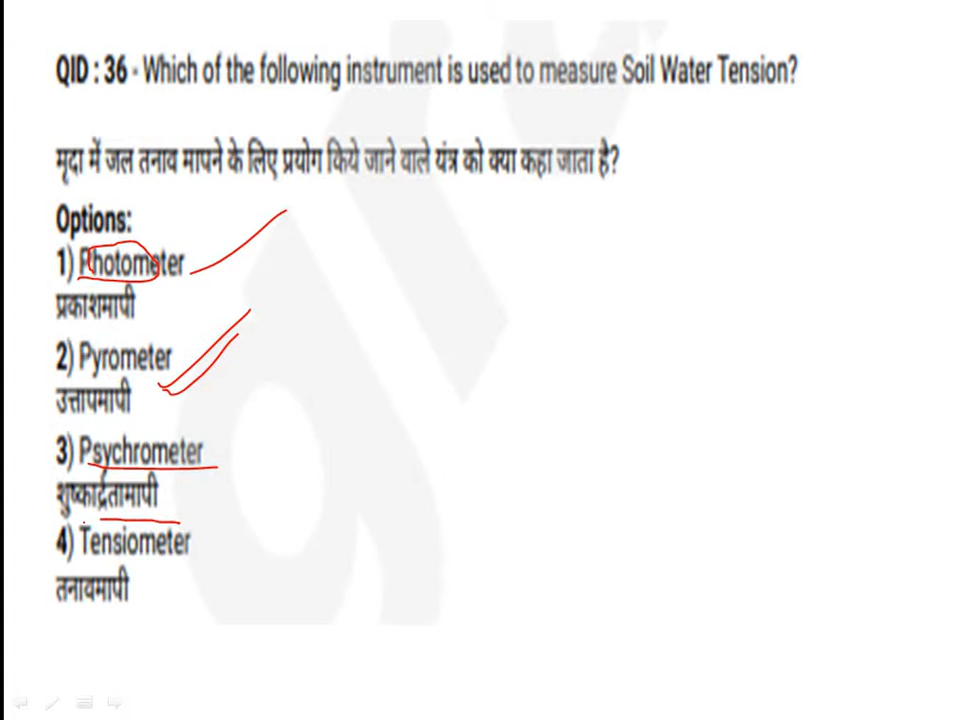 QID : 36 - Which of the following instrument is used to measure Soil Water Tension?
मृदा में जल तनाव मापने के लिए प्रयोग किये जाने वाले यंत्र को क्या कहा जाता है?
Options:
1) Photometer
प्रकाशमापी
2) Pyrometer
उत्तापमापी
3) Psychrometer
शुष्कार्द्रतामापी
4) Tensiometer
तनावमापी